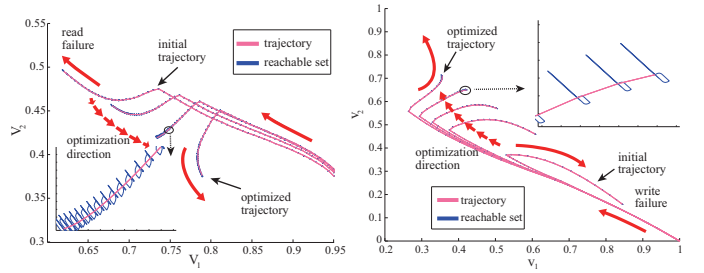 0.55
0.5
0.45
0.4
0.35
0.3
V2
read
failure
initial
trajectory
trajectory
reachable set
optimization
direction
optimized
trajectory
0.65
0.7
0.75
0.8
0.85
0.9
0.95
V1
1
0.9
0.8
0.7
0.6
0.5
0.4
0.3
0.2
0.1
0
V2
optimized
trajectory
optimization
direction
initial
trajectory
write
failure
trajectory
reachable set
0.2
0.3
0.4
0.5
0.6
0.7
0.8
0.9
1
V1